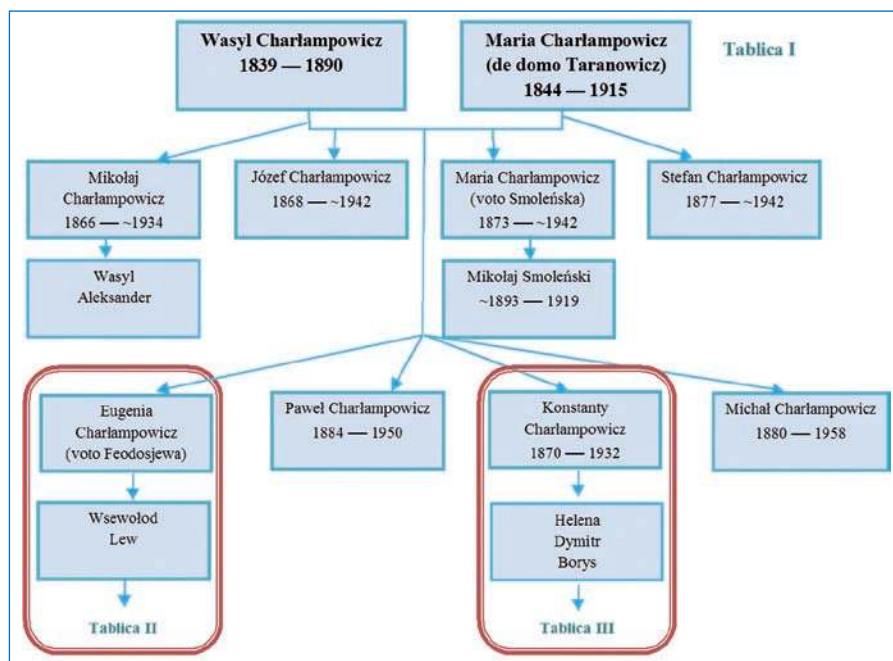 Wasyl Charłampowicz
1839 — 1890
Maria Charłampowicz
(de domo Taranowicz)
1844 — 1915
Tablica I
Mikołaj
Charłampowicz
1866 — ~1934
Józef Charłampowicz
1868 — ~1942
Maria Charłampowicz
(voto Smoleńska)
1873 — ~1942
Stefan Charłampowicz
1877 — ~1942
Wasyl
Aleksander
Mikołaj Smoleński
~1893 — 1919
Eugenia
Charłampowicz
(voto Feodosjewa)
Paweł Charłampowicz
1884 — 1950
Konstanty
Charłampowicz
1870 — 1932
Michał Charłampowicz
1880 — 1958
Wsewołod
Lew
Helena
Dymitr
Borys
Tablica II
Tablica III